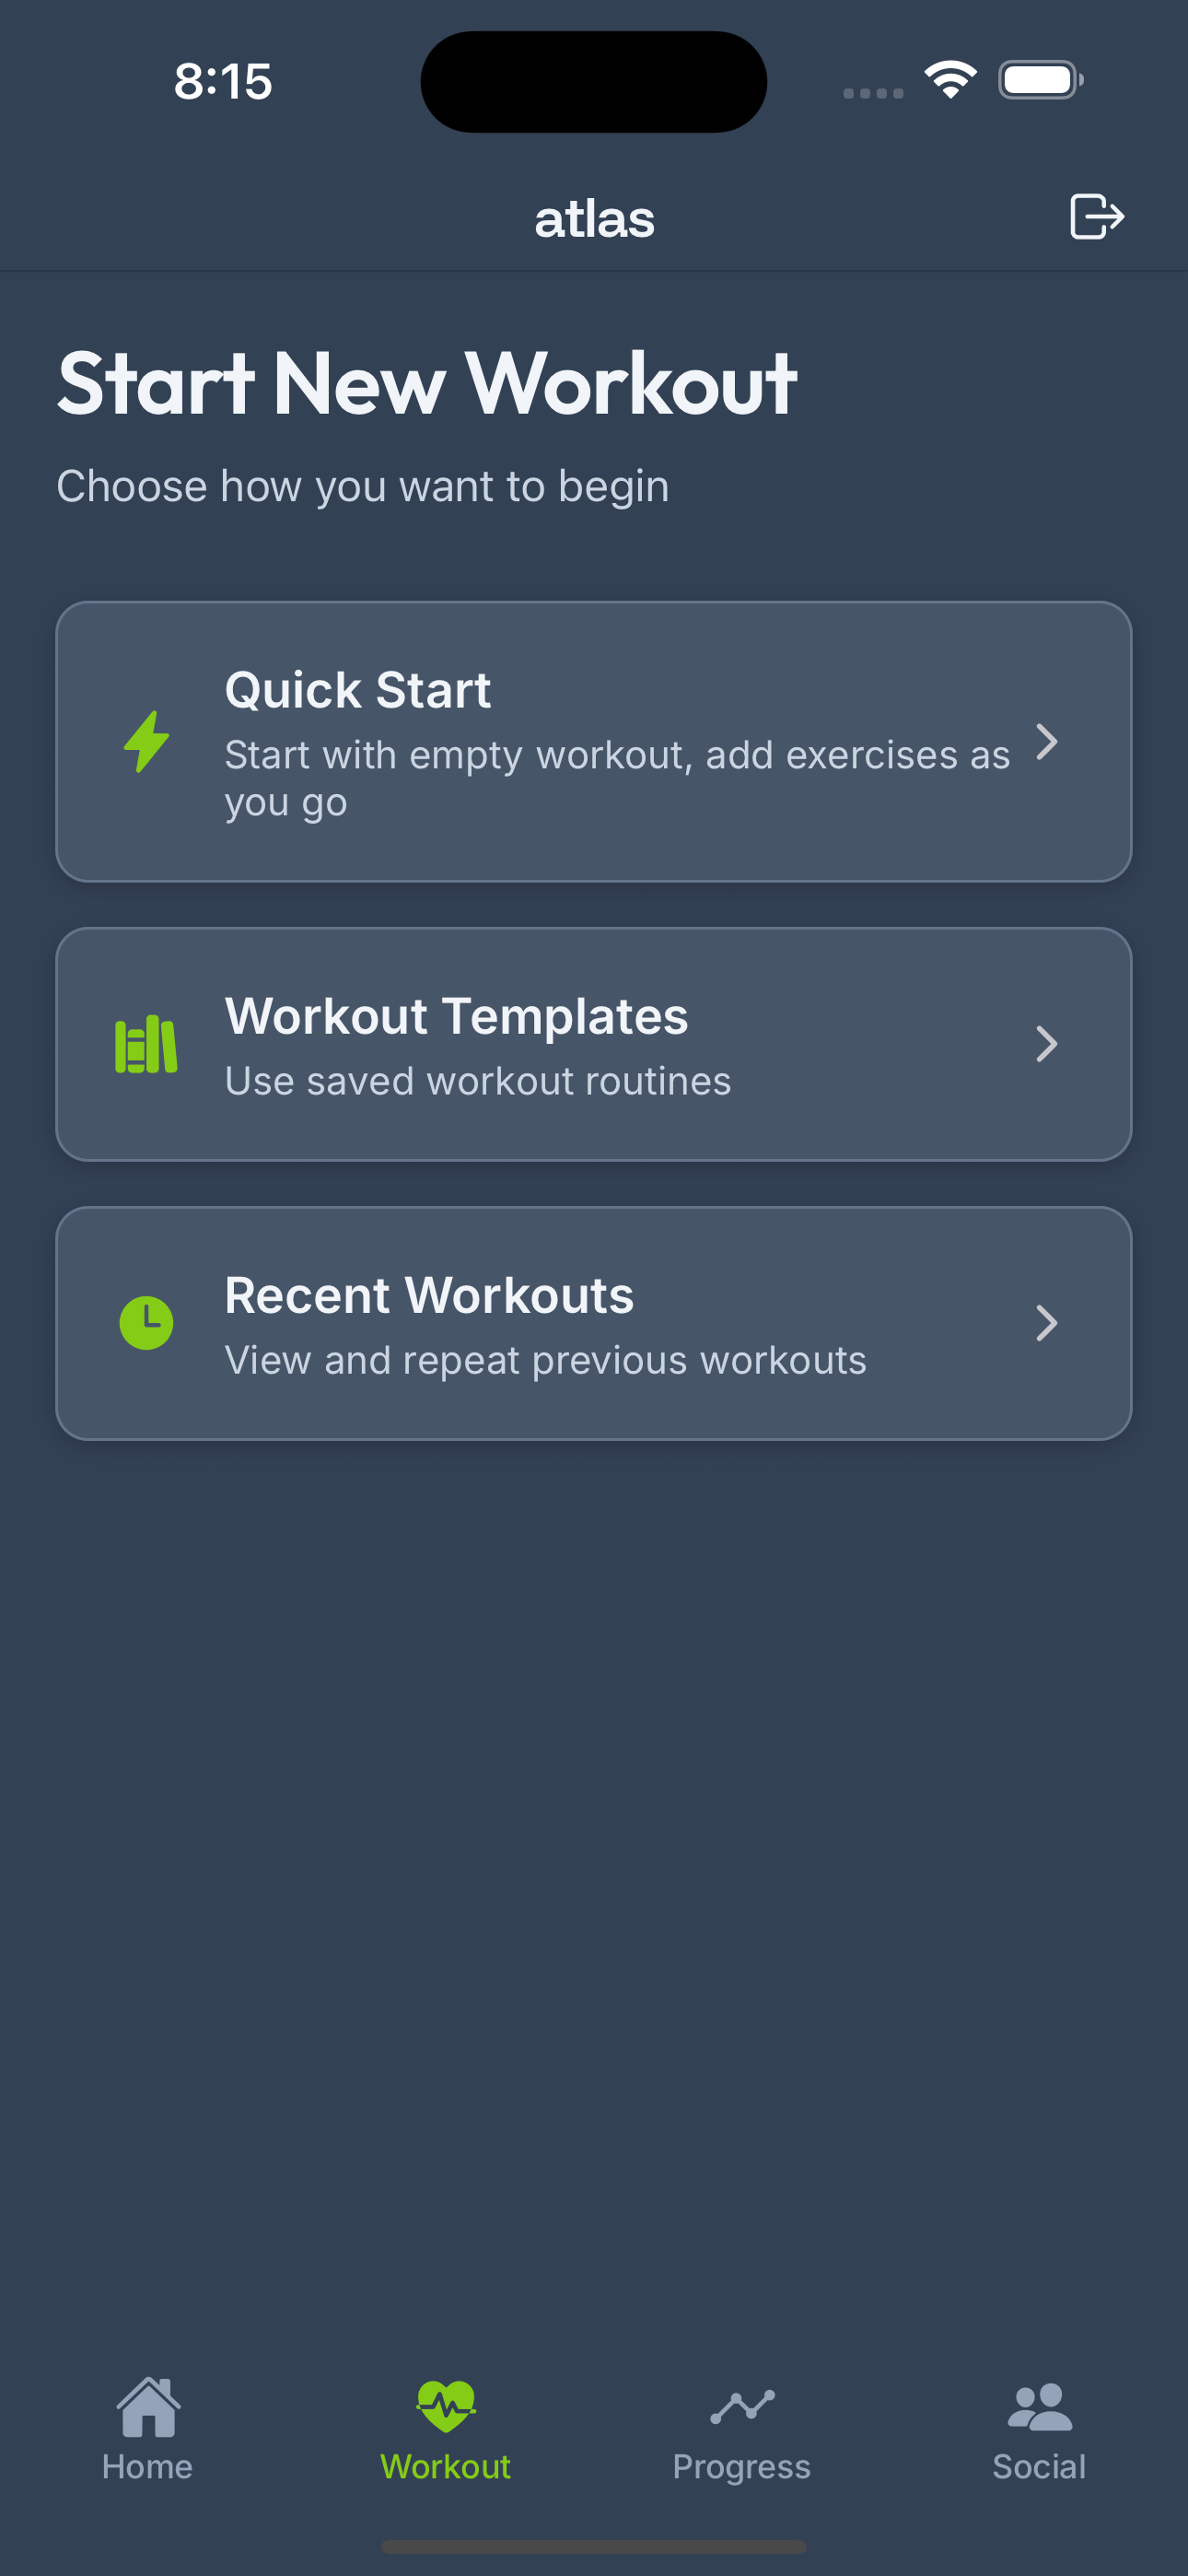 8:15
atlas
Start New Workout
Choose how you want to begin
Quick Start
Start with empty workout, add exercises as
you go
Workout Templates
Use saved workout routines
Recent Workouts
View and repeat previous workouts
Home
Workout
Progress
Social